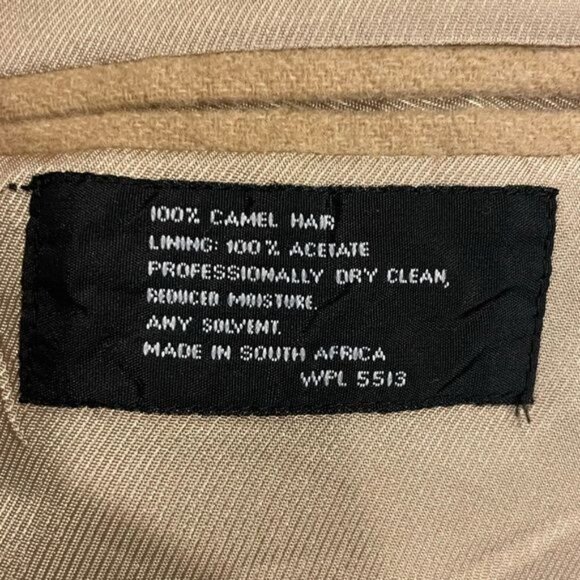 100% CAMEL HAIR
LINING: 100% ACETATE
PROFESSIONALLY DRY CLEAN,
REDUCED MOISTURE.
ANY SOLVENT.
MADE IN SOUTH AFRICA
WPL 5513